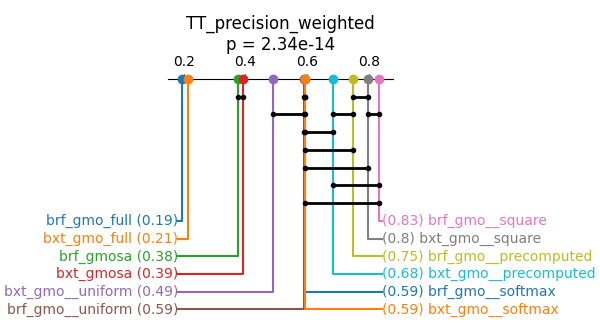 TT_precision_weighted
p = 2.34e-14
0.2 0.4 0.6 0.8
brf_gmo_full (0.19)
(0.83) brf_gmo__square
bxt_gmo_full (0.21)
(0.8) bxt_gmo__square
brf_gmosa (0.38)
(0.75) brf_gmo__precomputed
bxt_gmosa (0.39)
(0.68) bxt_gmo__precomputed
bxt_gmo__uniform (0.49)
(0.59) brf_gmo__softmax
brf_gmo__uniform (0.59)
(0.59) bxt_gmo__softmax